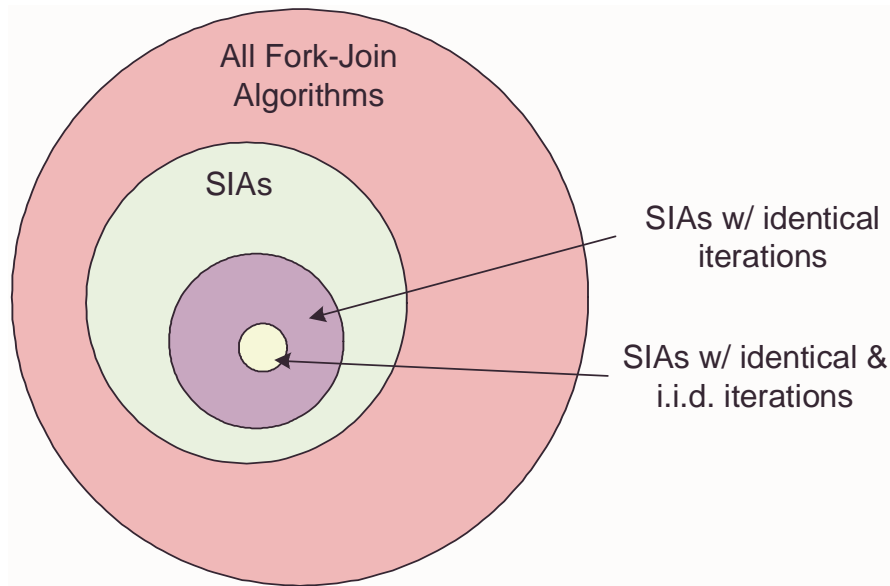 All Fork-Join
Algorithms
SIAs
SIAs w/ identical
iterations
SIAs w/ identical &
i.i.d. iterations